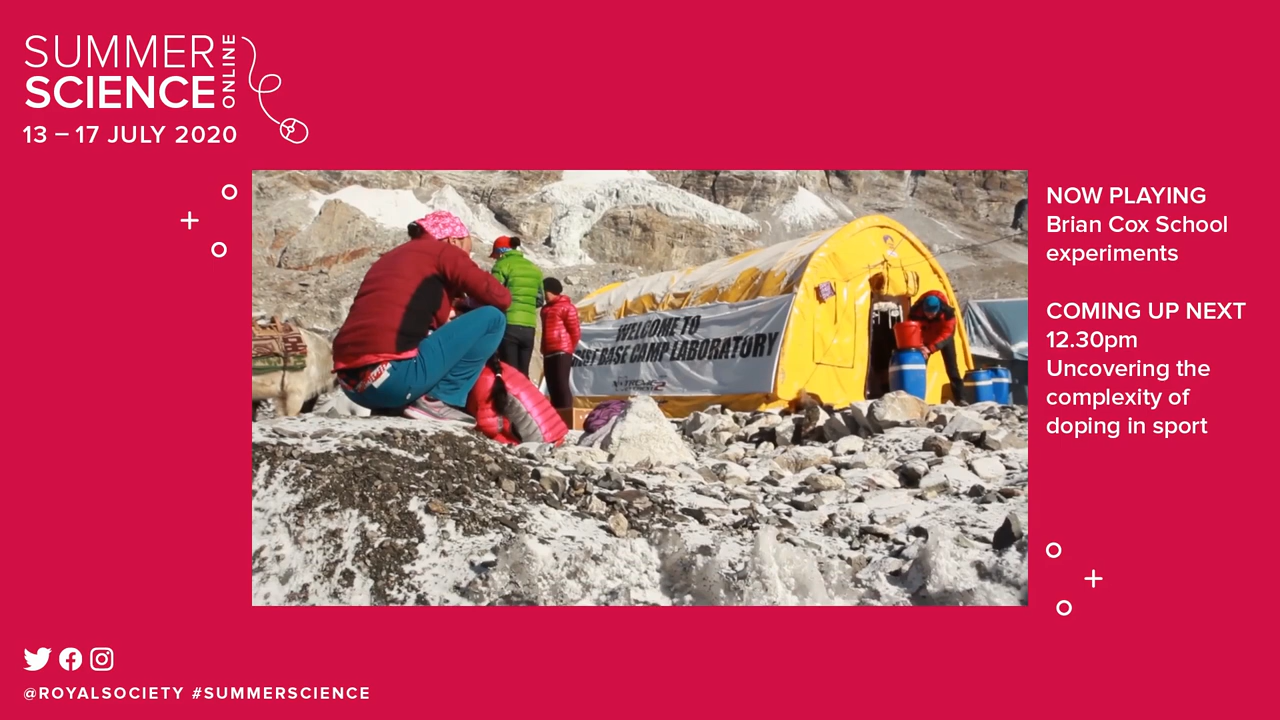 SUMMER
SCIENCE
ONLINE
13 – 17 JULY 2020
WELCOME TO
BASE CAMP LABORATORY
NOW PLAYING
Brian Cox School
experiments
COMING UP NEXT
12.30pm
Uncovering the
complexity of
doping in sport
@ROYALSOCIETY #SUMMERSCIENCE